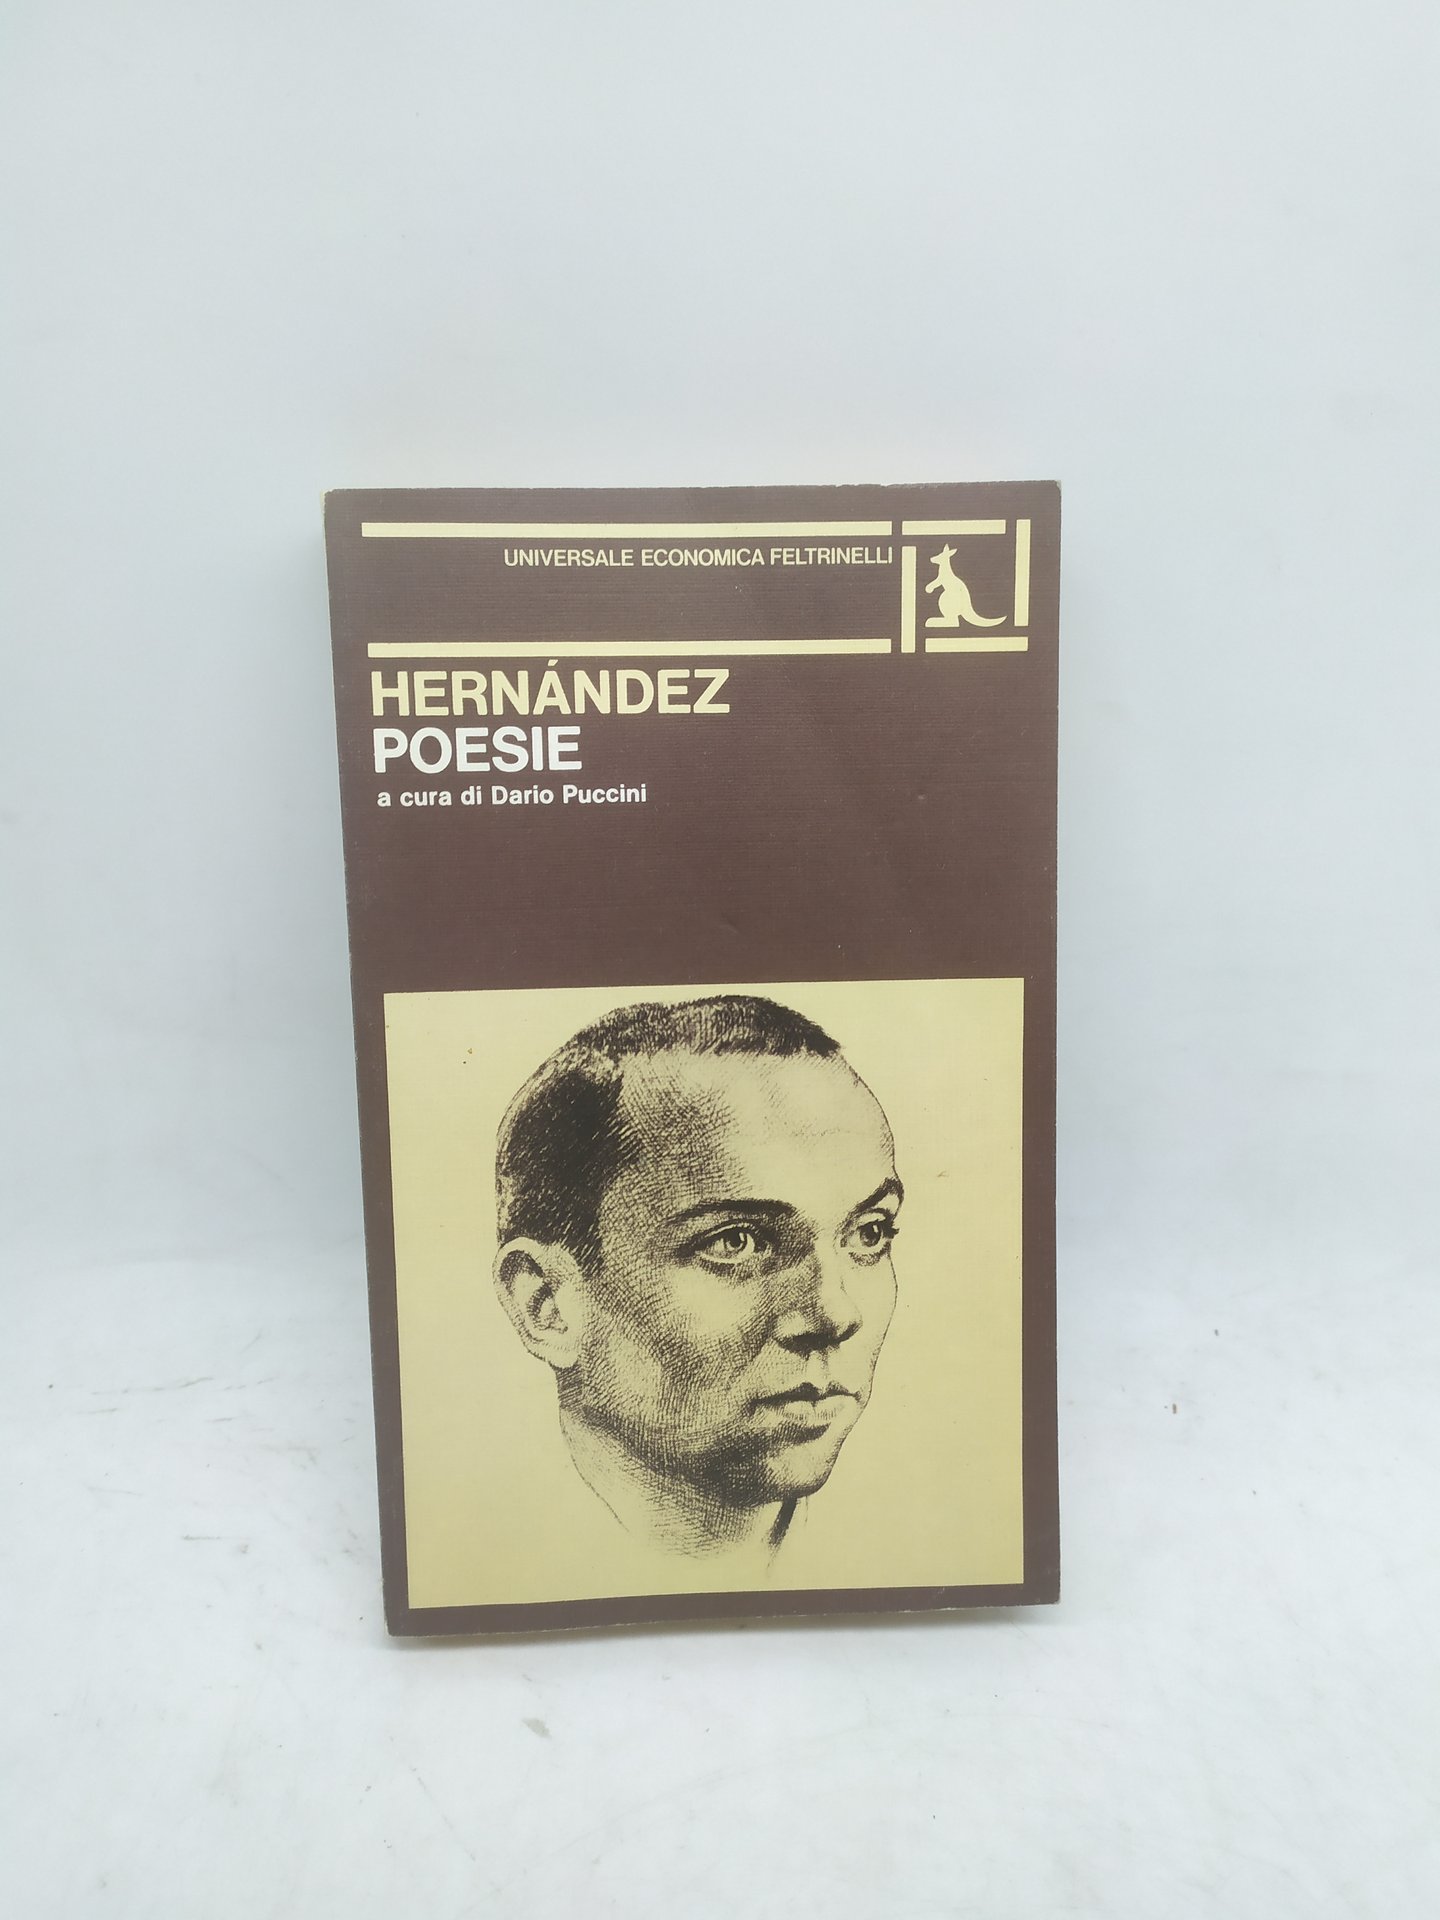 UNIVERSALE ECONOMICA FELTRINELLI
HERNÁNDEZ
POESIE
a cura di Dario Puccini